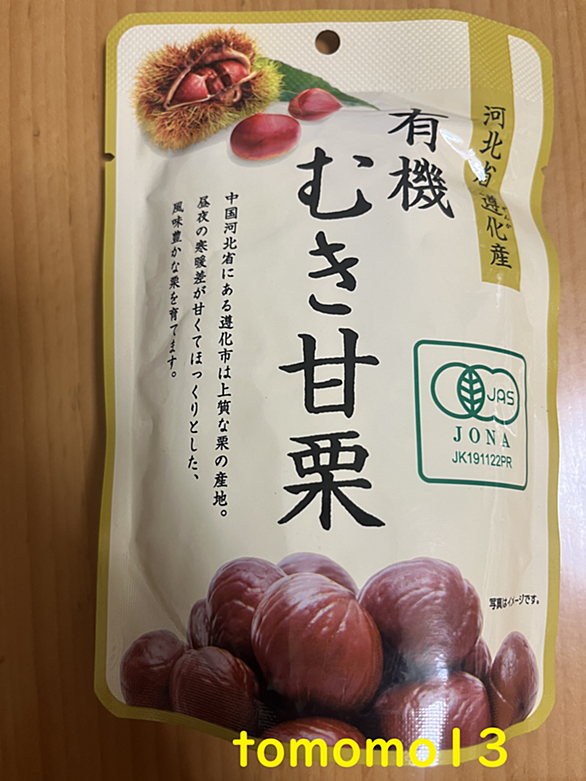 河北省遵化産
せんか
有機
むき甘栗
中国河北省にある遵化市は上質な栗の産地。
昼夜の寒暖差が甘くてほっくりとした、
風味豊かな栗を育てます。
JAS
JONA
JK191122PR
写真はイメージです。
tomomo13